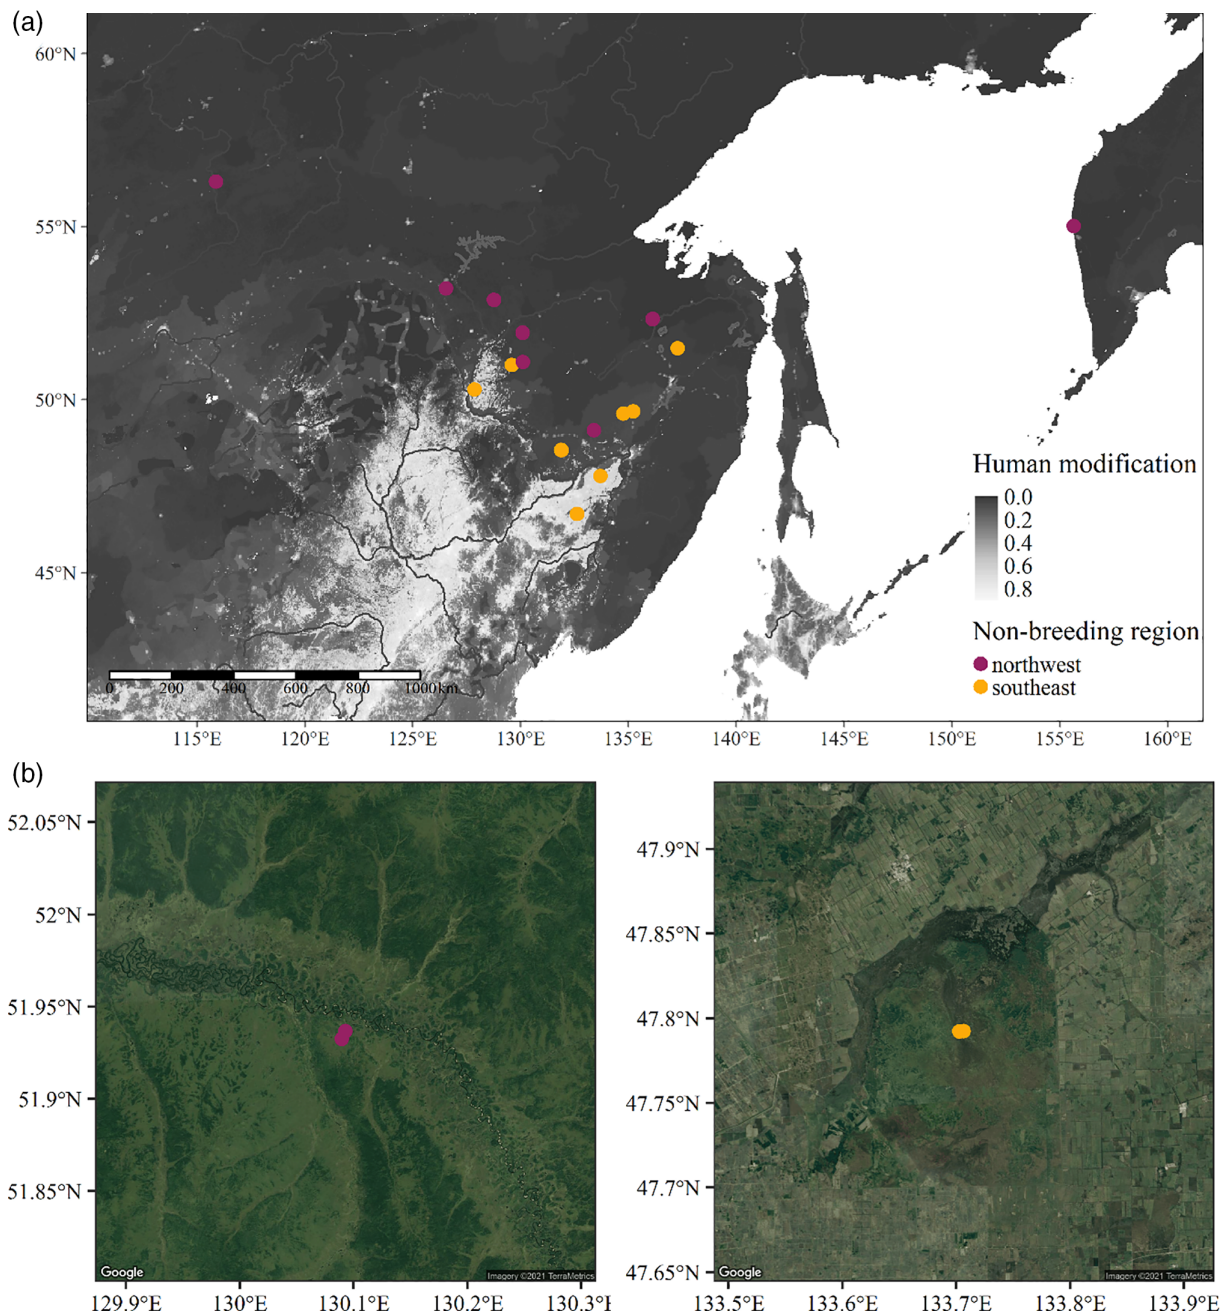 (a)
60°N
55°N
50°N
45°N
Human modification
0.0
0.2
0.4
0.6
0.8
Non-breeding region
northwest
southeast
0 200 400 600 800 1000km
115°E 120°E 125°E 130°E 135°E 140°E 145°E 150°E 155°E 160°E
(b)
52.05°N
52°N
51.95°N
51.9°N
51.85°N
Google
Imagery ©2021 TerraMetrics
129.9°E 130°E 130.1°E 130.2°E 130.3°
47.9°N
47.85°N
47.8°N
47.75°N
47.7°N
47.65°N
Google
Imagery ©2021 TerraMetrics
133.5°E 133.6°E 133.7°E 133.8°E 133.9°E